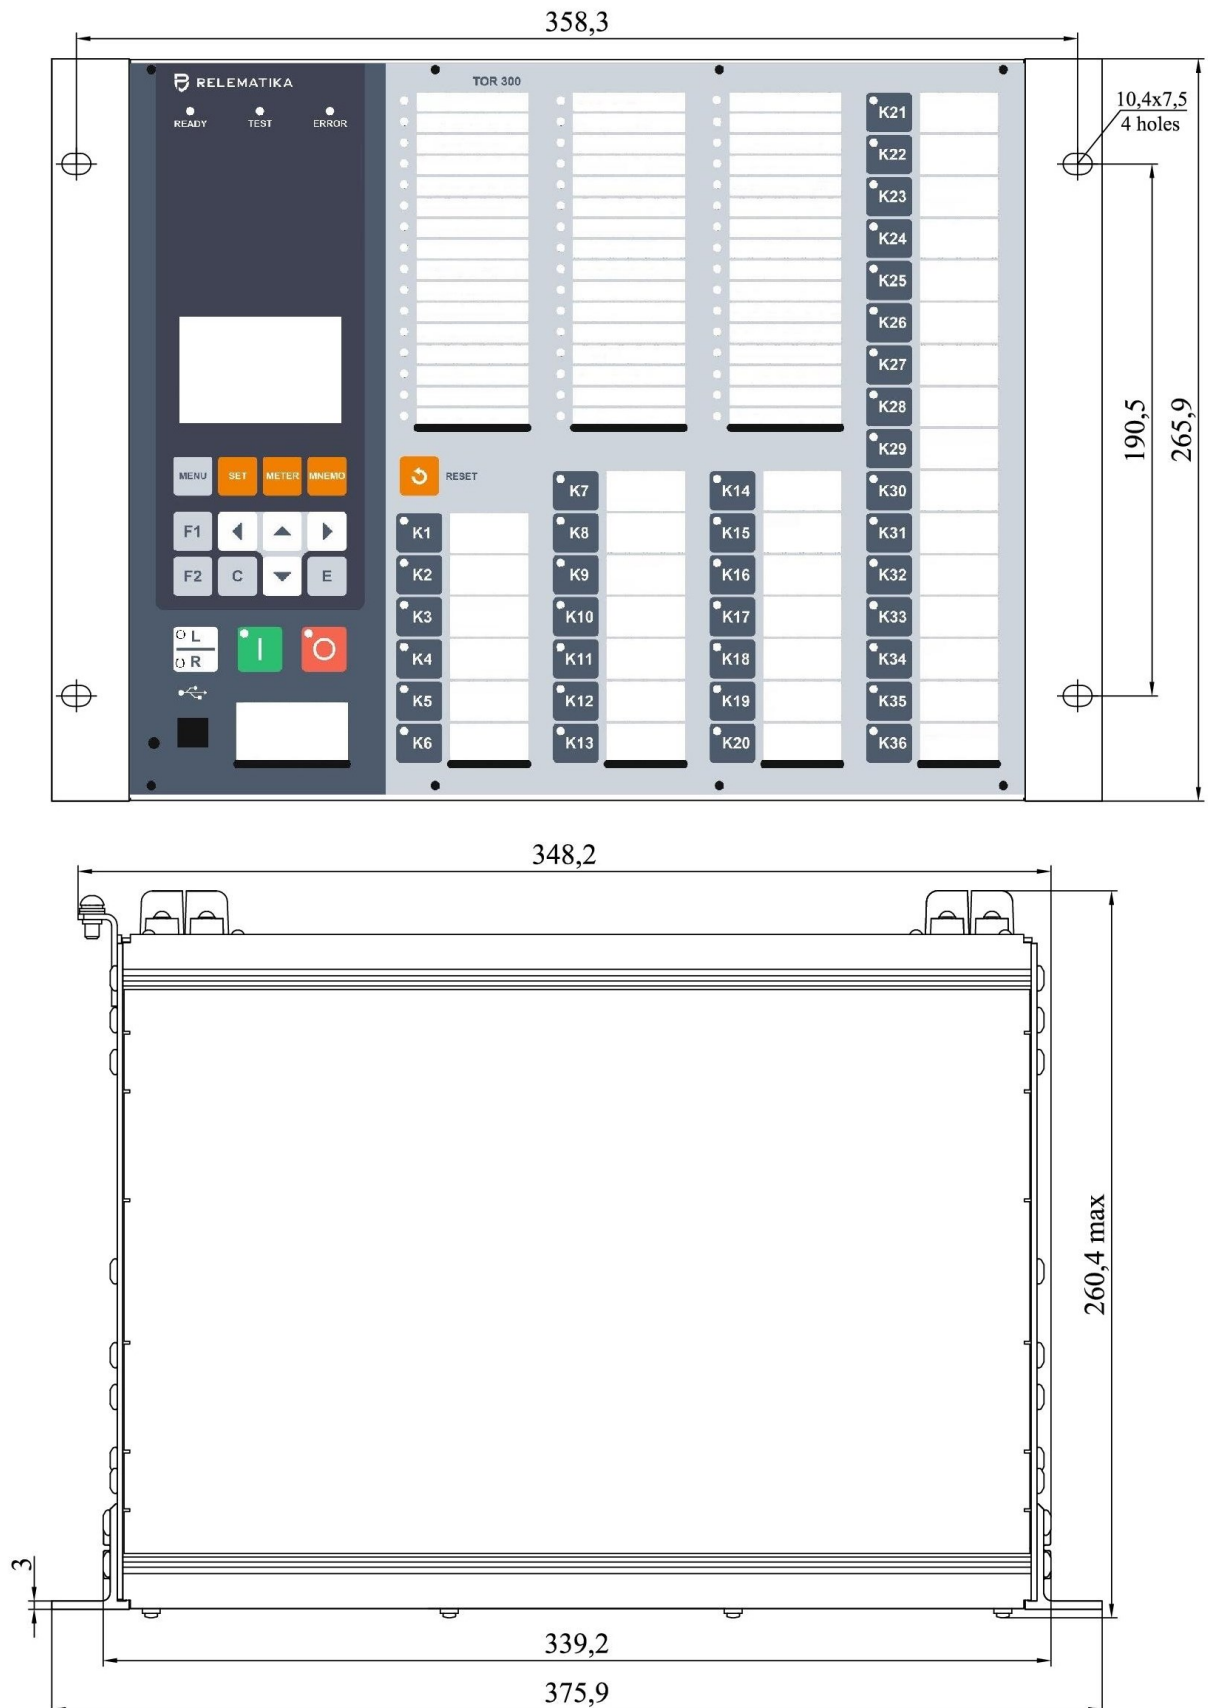 358,3
RELEMATIKA
TOR 300
READY TEST ERROR
10,4x7,5
4 holes
K21
K22
K23
K24
K25
K26
K27
K28
K29
K30
K31
K32
K33
K34
K35
K36
190,5
265,9
MENU SET METER MNEMO
RESET
F1
F2 C E
L
R
K1
K2
K3
K4
K5
K6
K7
K8
K9
K10
K11
K12
K13
K14
K15
K16
K17
K18
K19
K20
348,2
260,4 max
3
339,2
375,9